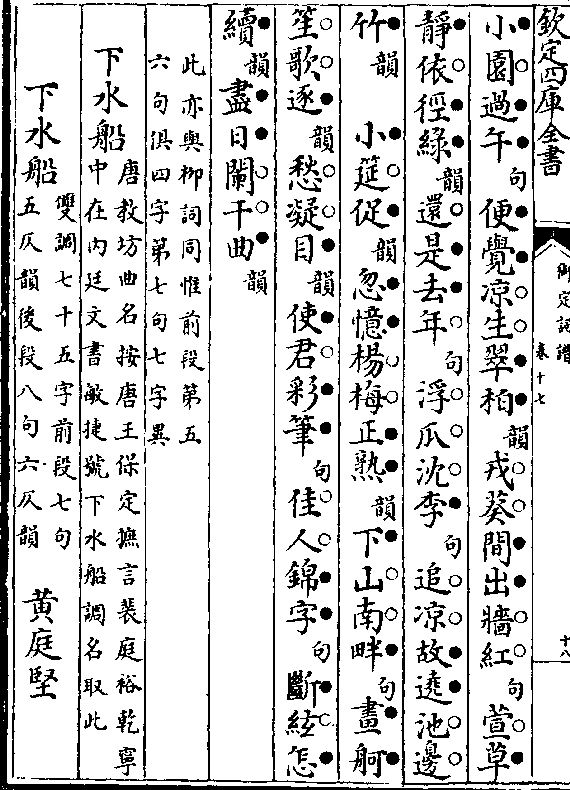 欽定四庫全書
御定詞譜
卷十七
十八
小園過午句便覺凉生翠柏韻戎葵間出牆紅句萱草
靜依徑綠韻還是去年句浮瓜沈李句追凉故遶池邊
竹韻 小筵促韻忽憶楊梅正熟韻下山南畔句畫舸
笙歌逐韻愁凝目韻使君彩筆句佳人錦字句斷絃怎
續韻盡日闌干曲韻
此亦與柳詞同惟前段第五
六句俱四字第七句七字異
下水船唐教坊曲名按唐王保定摭言裴庭裕乾寧
中在內廷文書敏捷號下水船調名取此
下水船雙調七十五字前段七句
五仄韻後段八句六仄韻 黃庭堅